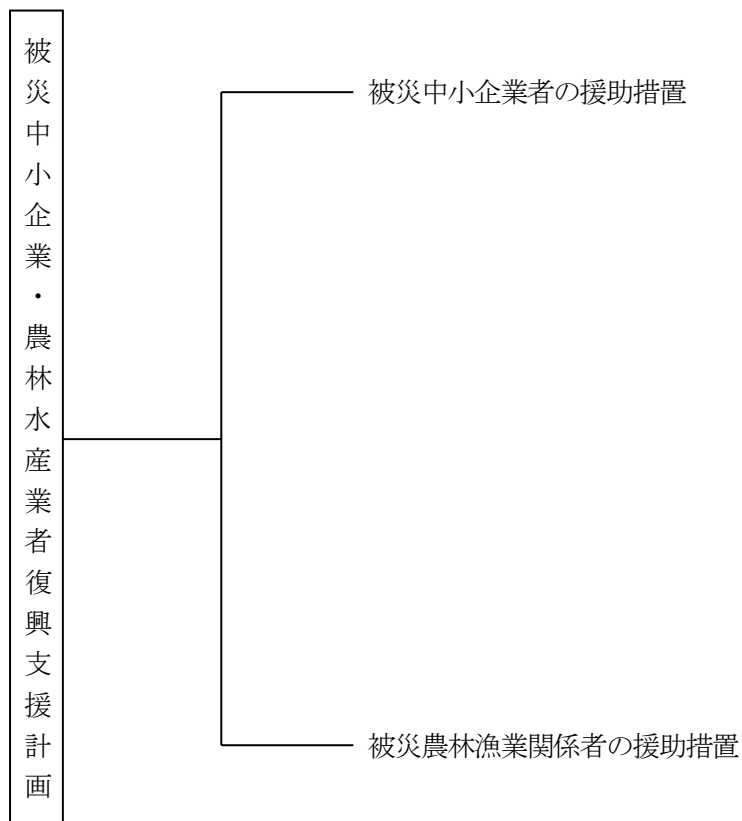 被災中小企業・農林水産業者復興支援計画
被災中小企業者の援助措置
被災農林漁業関係者の援助措置